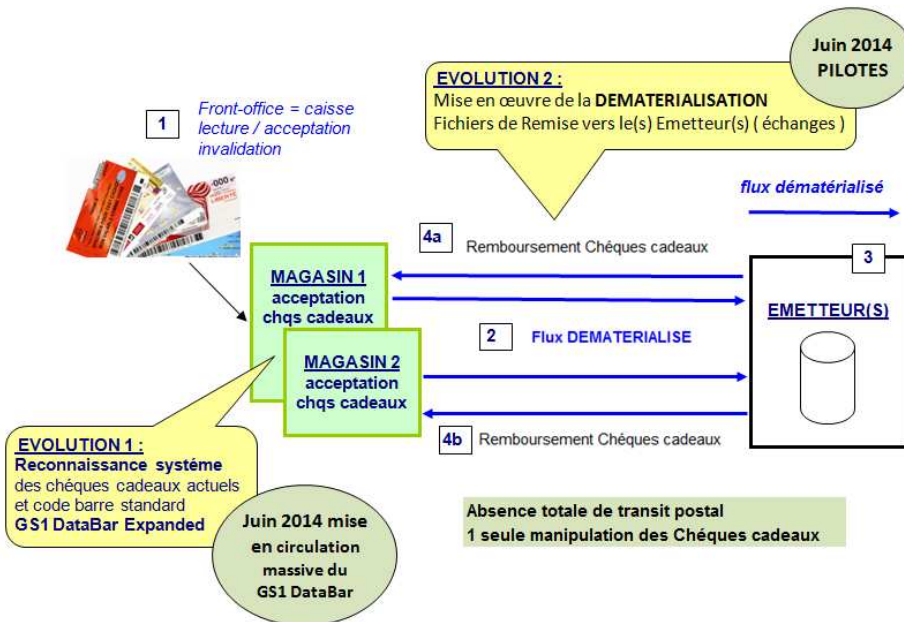 Juin 2014
PILOTES
EVOLUTION 2 :
Mise en œuvre de la DEMATERIALISATION
Fichiers de Remise vers le(s) Emetteur(s) ( échanges )
1
Front-office = caisse
lecture / acceptation
invalidation
flux dématérialisé
4a
Remboursement Chéques cadeaux
3
MAGASIN 1
acceptation
chqs cadeaux
EMETTEUR(S)
2
Flux DEMATERIALISE
MAGASIN 2
acceptation
chqs cadeaux
4b
Remboursement Chéques cadeaux
EVOLUTION 1 :
Reconnaissance systéme
des chéques cadeaux actuels
et code barre standard
GS1 DataBar Expanded
Juin 2014 mise
en circulation
massive du
GS1 DataBar
Absence totale de transit postal
1 seule manipulation des Chéques cadeaux